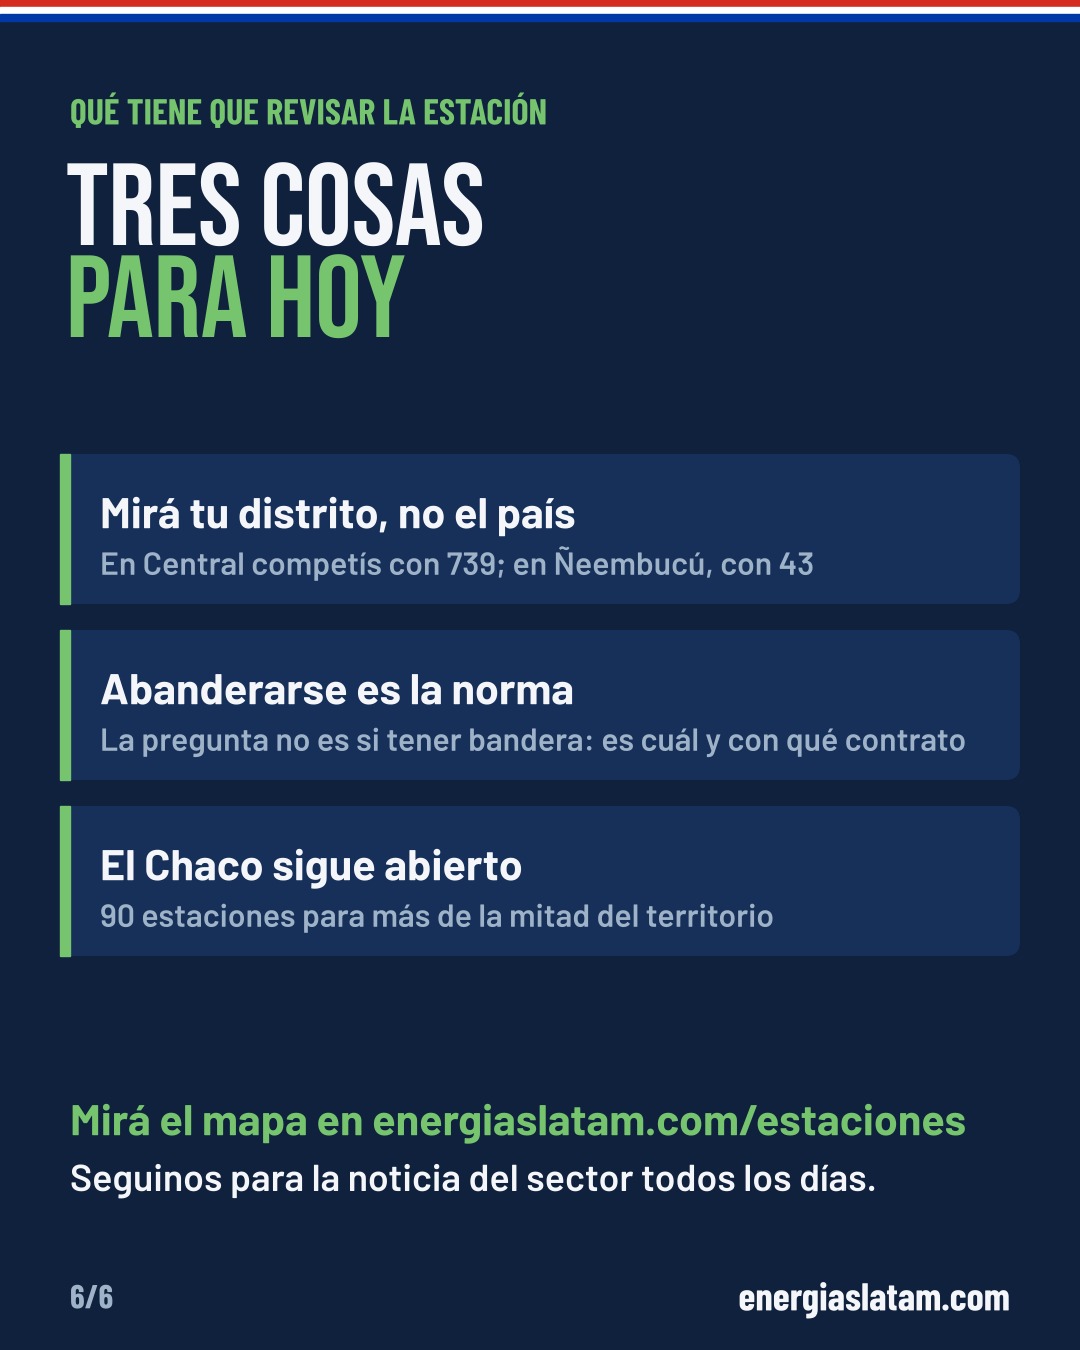 QUÉ TIENE QUE REVISAR LA ESTACIÓN
TRES COSAS
PARA HOY
Mirá tu distrito, no el país
En Central competís con 739; en Ñeembucú, con 43
Abanderarse es la norma
La pregunta no es si tener bandera: es cuál y con qué contrato
El Chaco sigue abierto
90 estaciones para más de la mitad del territorio
Mirá el mapa en energiaslatam.com/estaciones
Seguinos para la noticia del sector todos los días.
6/6
energiaslatam.com